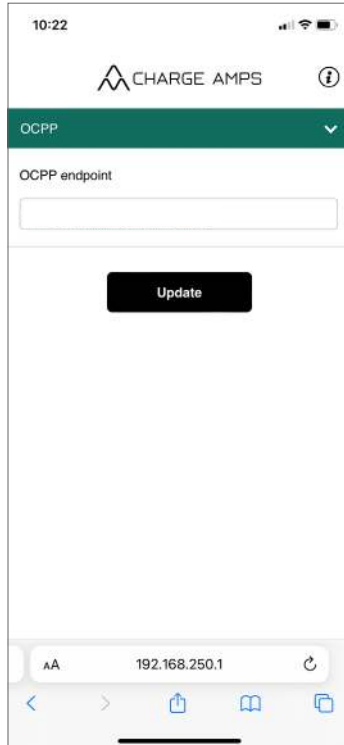 10:22
CHARGE AMPS
OCPP
OCPP endpoint
Update
AA
192.168.250.1